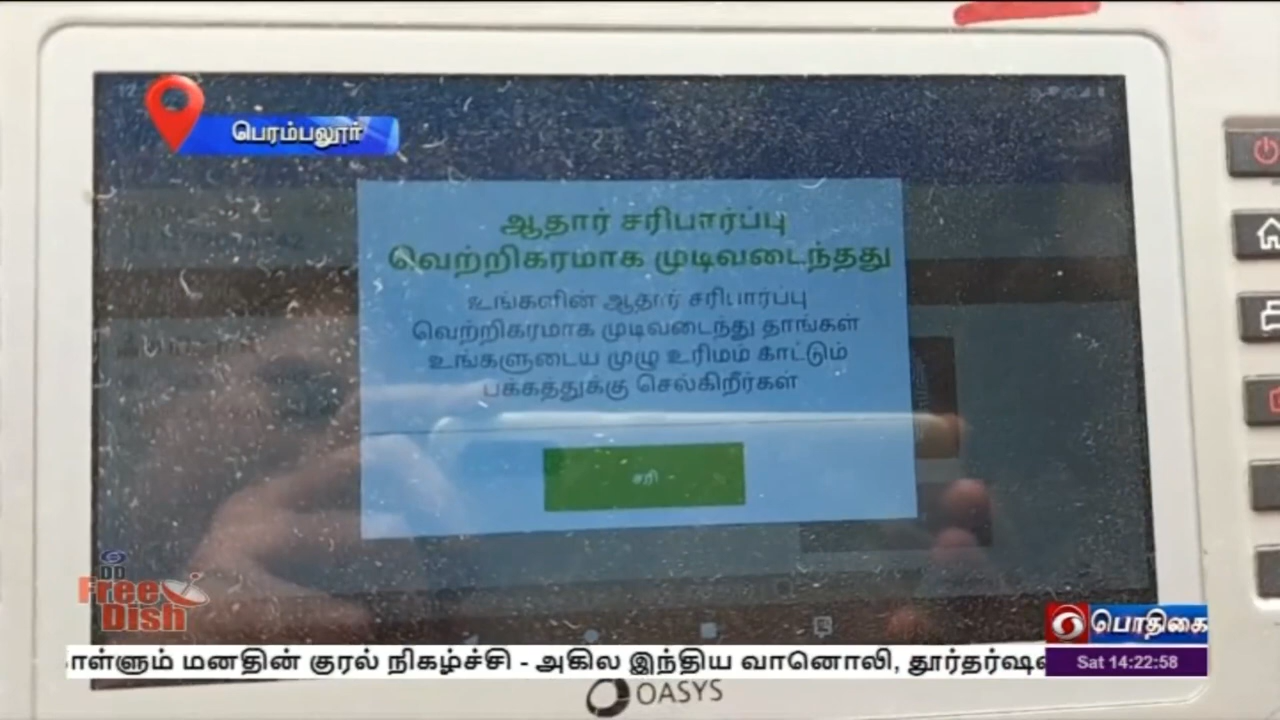 பெரம்பலூர்
ஆதார் சரிபார்ப்பு
வெற்றிகரமாக முடிவடைந்தது
உங்களின் ஆதார் சரிபார்ப்பு
வெற்றிகரமாக முடிவடைந்து தாங்கள்
உங்களுடைய முழு உரிமம் காட்டும்
பக்கத்துக்கு செல்கிறீர்கள்
சரி
DD
Free
Dish
பொதிகை
மனதின் குரல் நிகழ்ச்சி - அகில இந்திய வானொலி,
Sat 14:22:58
OASYS